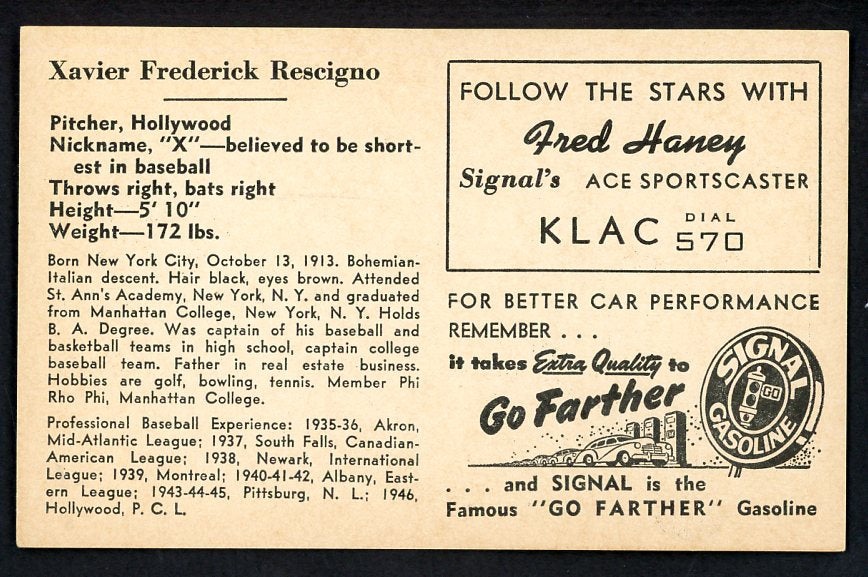 Xavier Frederick Rescigno
Pitcher, Hollywood
Nickname, "X"—believed to be short-
est in baseball
Throws right, bats right
Height—5' 10"
Weight—172 lbs.
Born New York City, October 13, 1913. Bohemian-
Italian descent. Hair black, eyes brown. Attended
St. Ann's Academy, New York, N. Y. and graduated
from Manhattan College, New York, N. Y. Holds
B. A. Degree. Was captain of his baseball and
basketball teams in high school, captain college
baseball team. Father in real estate business.
Hobbies are golf, bowling, tennis. Member Phi
Rho Phi, Manhattan College.
Professional Baseball Experience: 1935-36, Akron,
Mid-Atlantic League; 1937, South Falls, Canadian-
American League; 1938, Newark, International
League; 1939, Montreal; 1940-41-42, Albany, East-
ern League; 1943-44-45, Pittsburg, N. L.; 1946,
Hollywood, P. C. L.
FOLLOW THE STARS WITH
Fred Haney
Signal's ACE SPORTSCASTER
KLAC DIAL 570
FOR BETTER CAR PERFORMANCE
REMEMBER . . .
it takes Extra Quality to
Go Farther
SIGNAL
GO
GASOLINE
. . . and SIGNAL is the
Famous "GO FARTHER" Gasoline